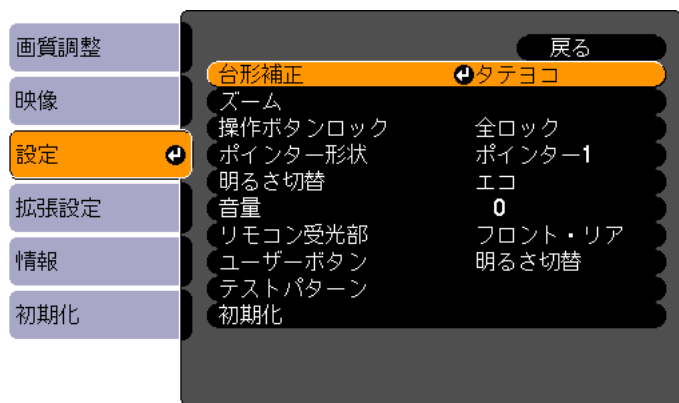 画質調整
映像
設定
拡張設定
情報
初期化
戻る
台形補正 タテヨコ
ズーム
操作ボタンロック 全ロック
ポインター形状 ポインター1
明るさ切替 エコ
音量 0
リモコン受光部 フロント・リア
ユーザーボタン 明るさ切替
テストパターン
初期化